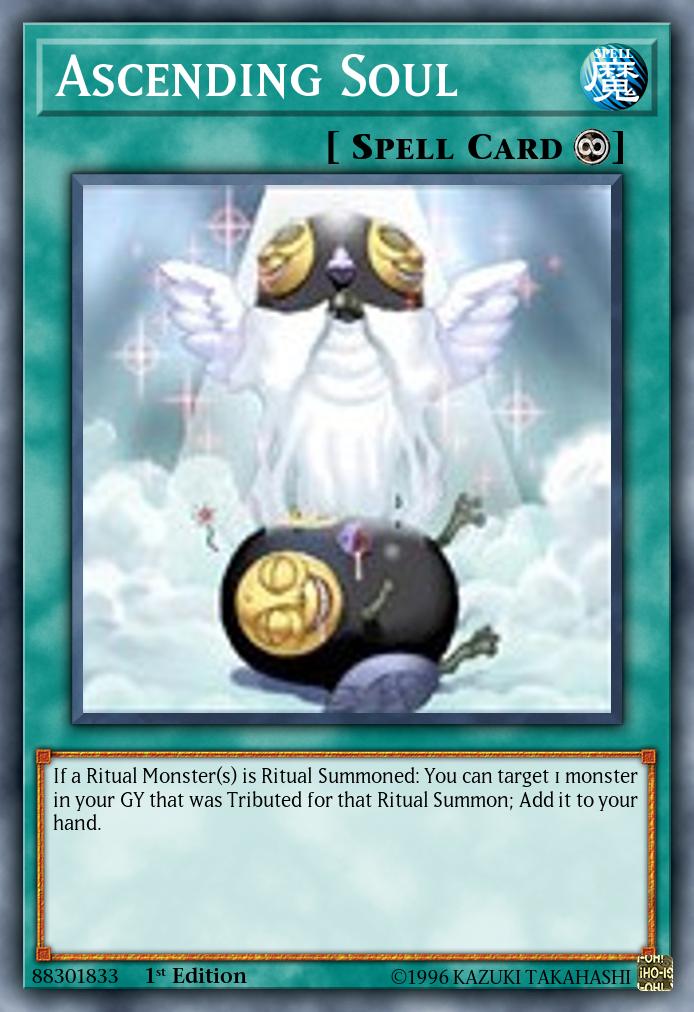 Ascending Soul
SPELL
魔
[ Spell Card ]
If a Ritual Monster(s) is Ritual Summoned: You can target 1 monster
in your GY that was Tributed for that Ritual Summon; Add it to your
hand.
88301833 1st Edition ©1996 KAZUKI TAKAHASHI